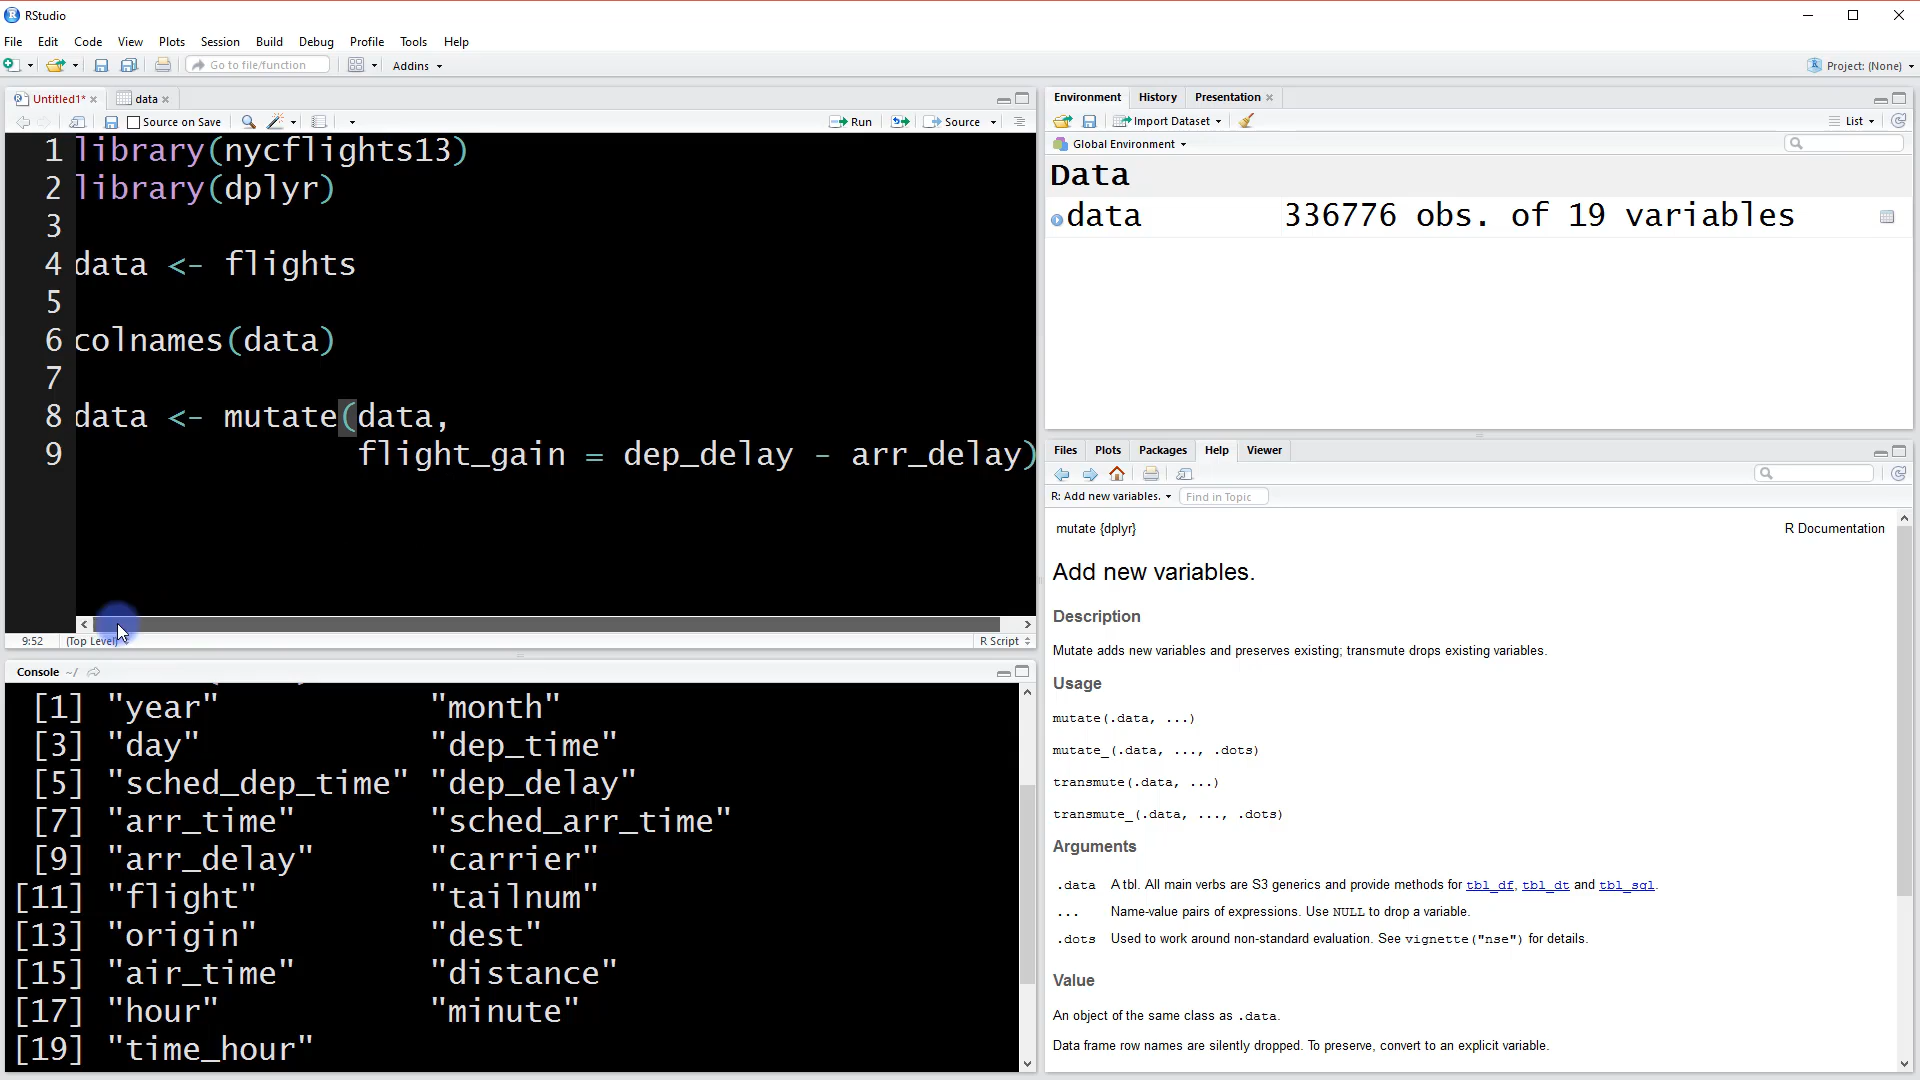 RStudio
File Edit Code View Plots Session Build Debug Profile Tools Help
Go to file/function Addins Project: (None)
Untitled1* data
Source on Save Run Source
1 library(nycflights13)
2 library(dplyr)
3
4 data <- flights
5
6 colnames(data)
7
8 data <- mutate(data,
9 flight_gain = dep_delay - arr_delay)
9:52 (Top Level) R Script
Console ~/
[1] "year" "month"
[3] "day" "dep_time"
[5] "sched_dep_time" "dep_delay"
[7] "arr_time" "sched_arr_time"
[9] "arr_delay" "carrier"
[11] "flight" "tailnum"
[13] "origin" "dest"
[15] "air_time" "distance"
[17] "hour" "minute"
[19] "time_hour"
Environment History Presentation
Import Dataset List
Global Environment
Data
data 336776 obs. of 19 variables
Files Plots Packages Help Viewer
R: Add new variables. Find in Topic
mutate {dplyr} R Documentation
Add new variables.
Description
Mutate adds new variables and preserves existing; transmute drops existing variables.
Usage
mutate(.data, ...)
mutate_(.data, ..., .dots)
transmute(.data, ...)
transmute_(.data, ..., .dots)
Arguments
.data A tbl. All main verbs are S3 generics and provide methods for tbl_df, tbl_dt and tbl_sql.
... Name-value pairs of expressions. Use NULL to drop a variable.
.dots Used to work around non-standard evaluation. See vignette("nse") for details.
Value
An object of the same class as .data.
Data frame row names are silently dropped. To preserve, convert to an explicit variable.